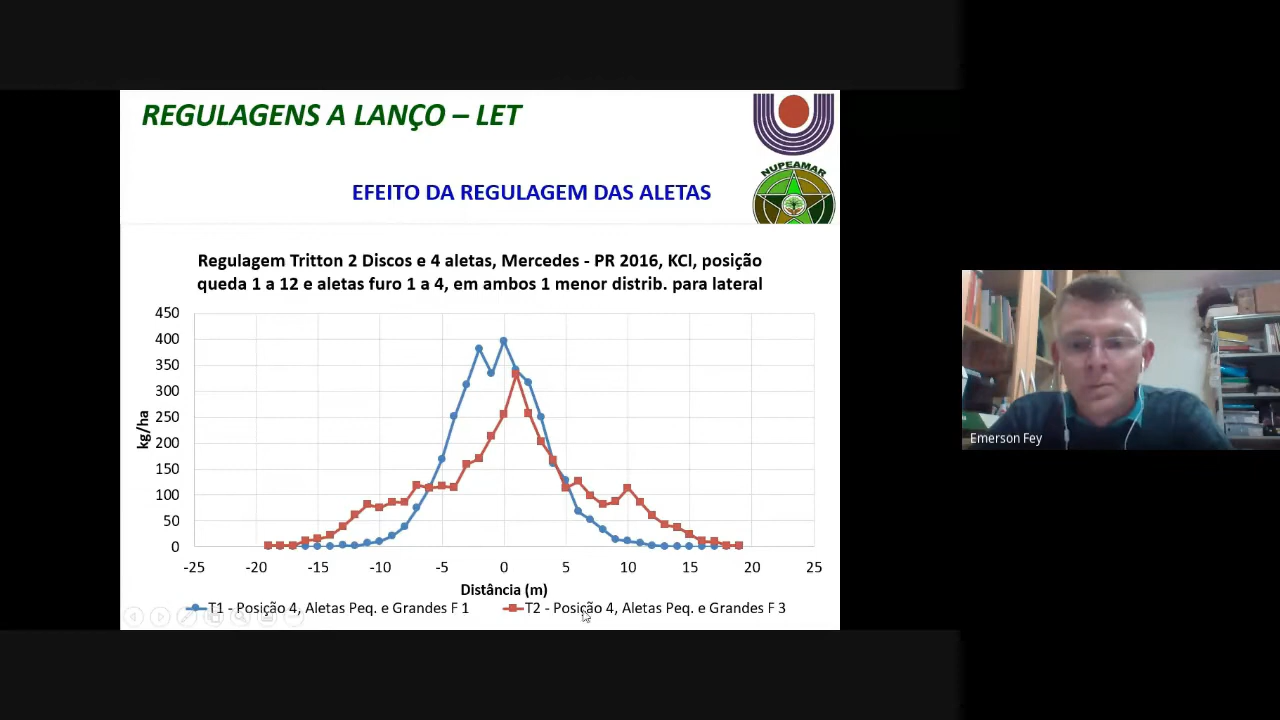 REGULAGENS A LANÇO – LET
NUPEAMAR
EFEITO DA REGULAGEM DAS ALETAS
Regulagem Tritton 2 Discos e 4 aletas, Mercedes - PR 2016, KCl, posição
queda 1 a 12 e aletas furo 1 a 4, em ambos 1 menor distrib. para lateral
450
400
350
300
250
200
150
100
50
0
kg/ha
-25 -20 -15 -10 -5 0 5 10 15 20 25
Distância (m)
T1 - Posição 4, Aletas Peq. e Grandes F 1 T2 - Posição 4, Aletas Peq. e Grandes F 3
Emerson Fey